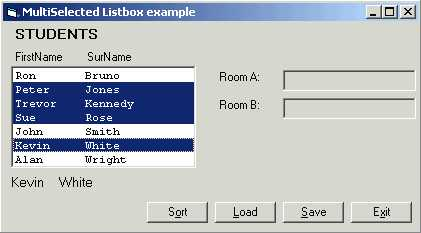 MultiSelected Listbox example
STUDENTS
FirstName SurName
Ron Bruno
Peter Jones
Trevor Kennedy
Sue Rose
John Smith
Kevin White
Alan Wright
Room A:
Room B:
Kevin White
Sort Load Save Exit